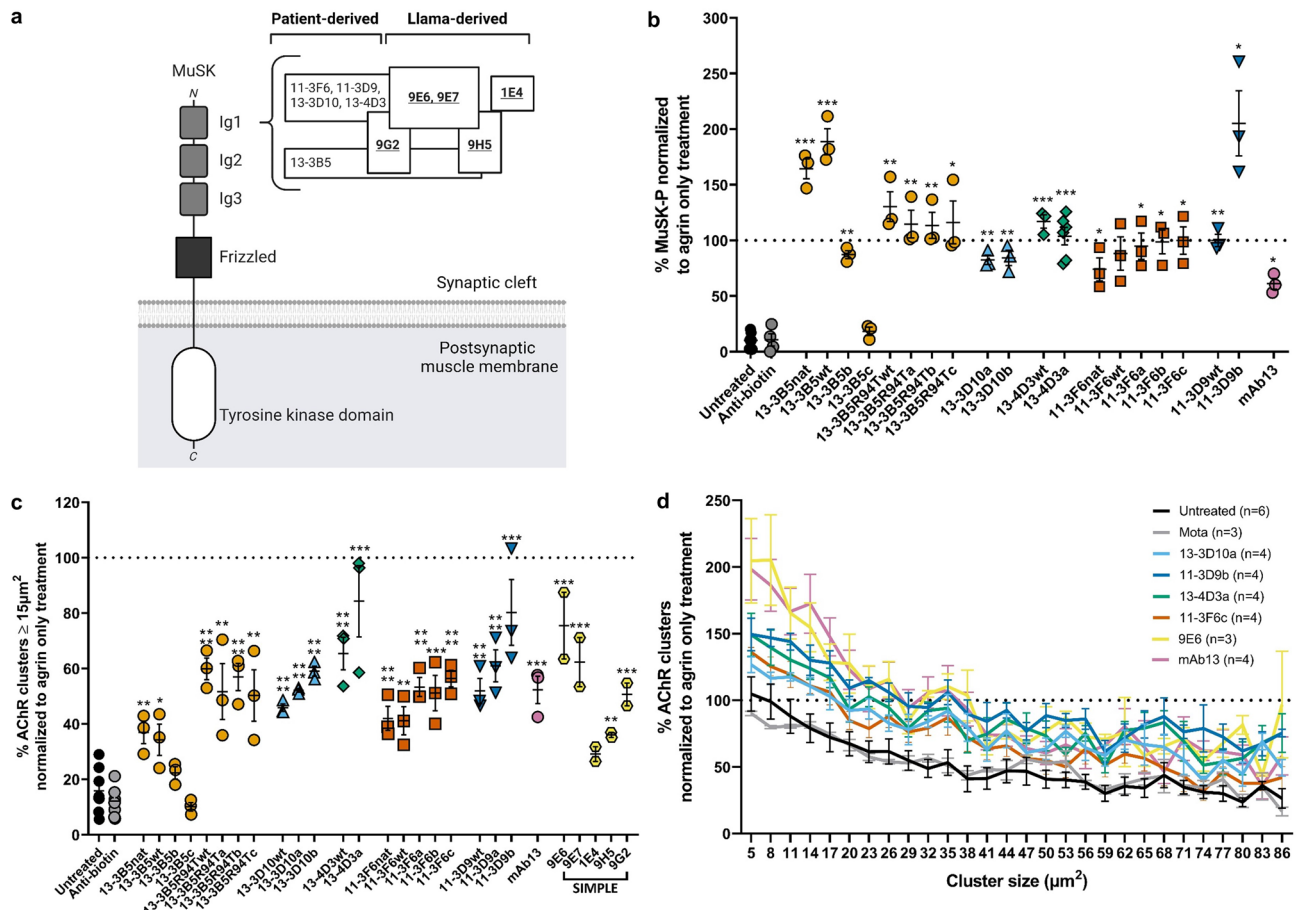 a
Patient-derived
Llama-derived
MuSK
N
Ig1
Ig2
Ig3
Frizzled
11-3F6, 11-3D9,
13-3D10, 13-4D3
9E6, 9E7
1E4
9G2
9H5
13-3B5
Synaptic cleft
Postsynaptic
muscle membrane
Tyrosine kinase domain
C
b
% MuSK-P normalized
to agrin only treatment
300
250
200
150
100
50
0
*** *** ** ** ** ** * ** ** *** *** * * * * ** * *
Untreated
Anti-biotin
13-3B5nat
13-3B5wt
13-3B5b
13-3B5c
13-3B5R94Twt
13-3B5R94Ta
13-3B5R94Tb
13-3B5R94Tc
13-3D10a
13-3D10b
13-4D3wt
13-4D3a
11-3F6nat
11-3F6wt
11-3F6a
11-3F6b
11-3F6c
11-3D9wt
11-3D9b
mAb13
c
% AChR clusters ≥ 15µm²
normalized to agrin only treatment
120
100
80
60
40
20
0
Untreated
Anti-biotin
13-3B5nat
13-3B5wt
13-3B5b
13-3B5c
13-3B5R94Twt
13-3B5R94Ta
13-3B5R94Tb
13-3B5R94Tc
13-3D10wt
13-3D10a
13-3D10b
13-4D3wt
13-4D3a
11-3F6nat
11-3F6wt
11-3F6a
11-3F6b
11-3F6c
11-3D9wt
11-3D9a
11-3D9b
mAb13
9E6
9E7
1E4
9H5
9G2
SIMPLE
d
% AChR clusters
normalized to agrin only treatment
250
200
150
100
50
0
Untreated (n=6)
Mota (n=3)
13-3D10a (n=4)
11-3D9b (n=4)
13-4D3a (n=4)
11-3F6c (n=4)
9E6 (n=3)
mAb13 (n=4)
5 8 11 14 17 20 23 26 29 32 35 38 41 44 47 50 53 56 59 62 65 68 71 74 77 80 83 86
Cluster size (µm²)